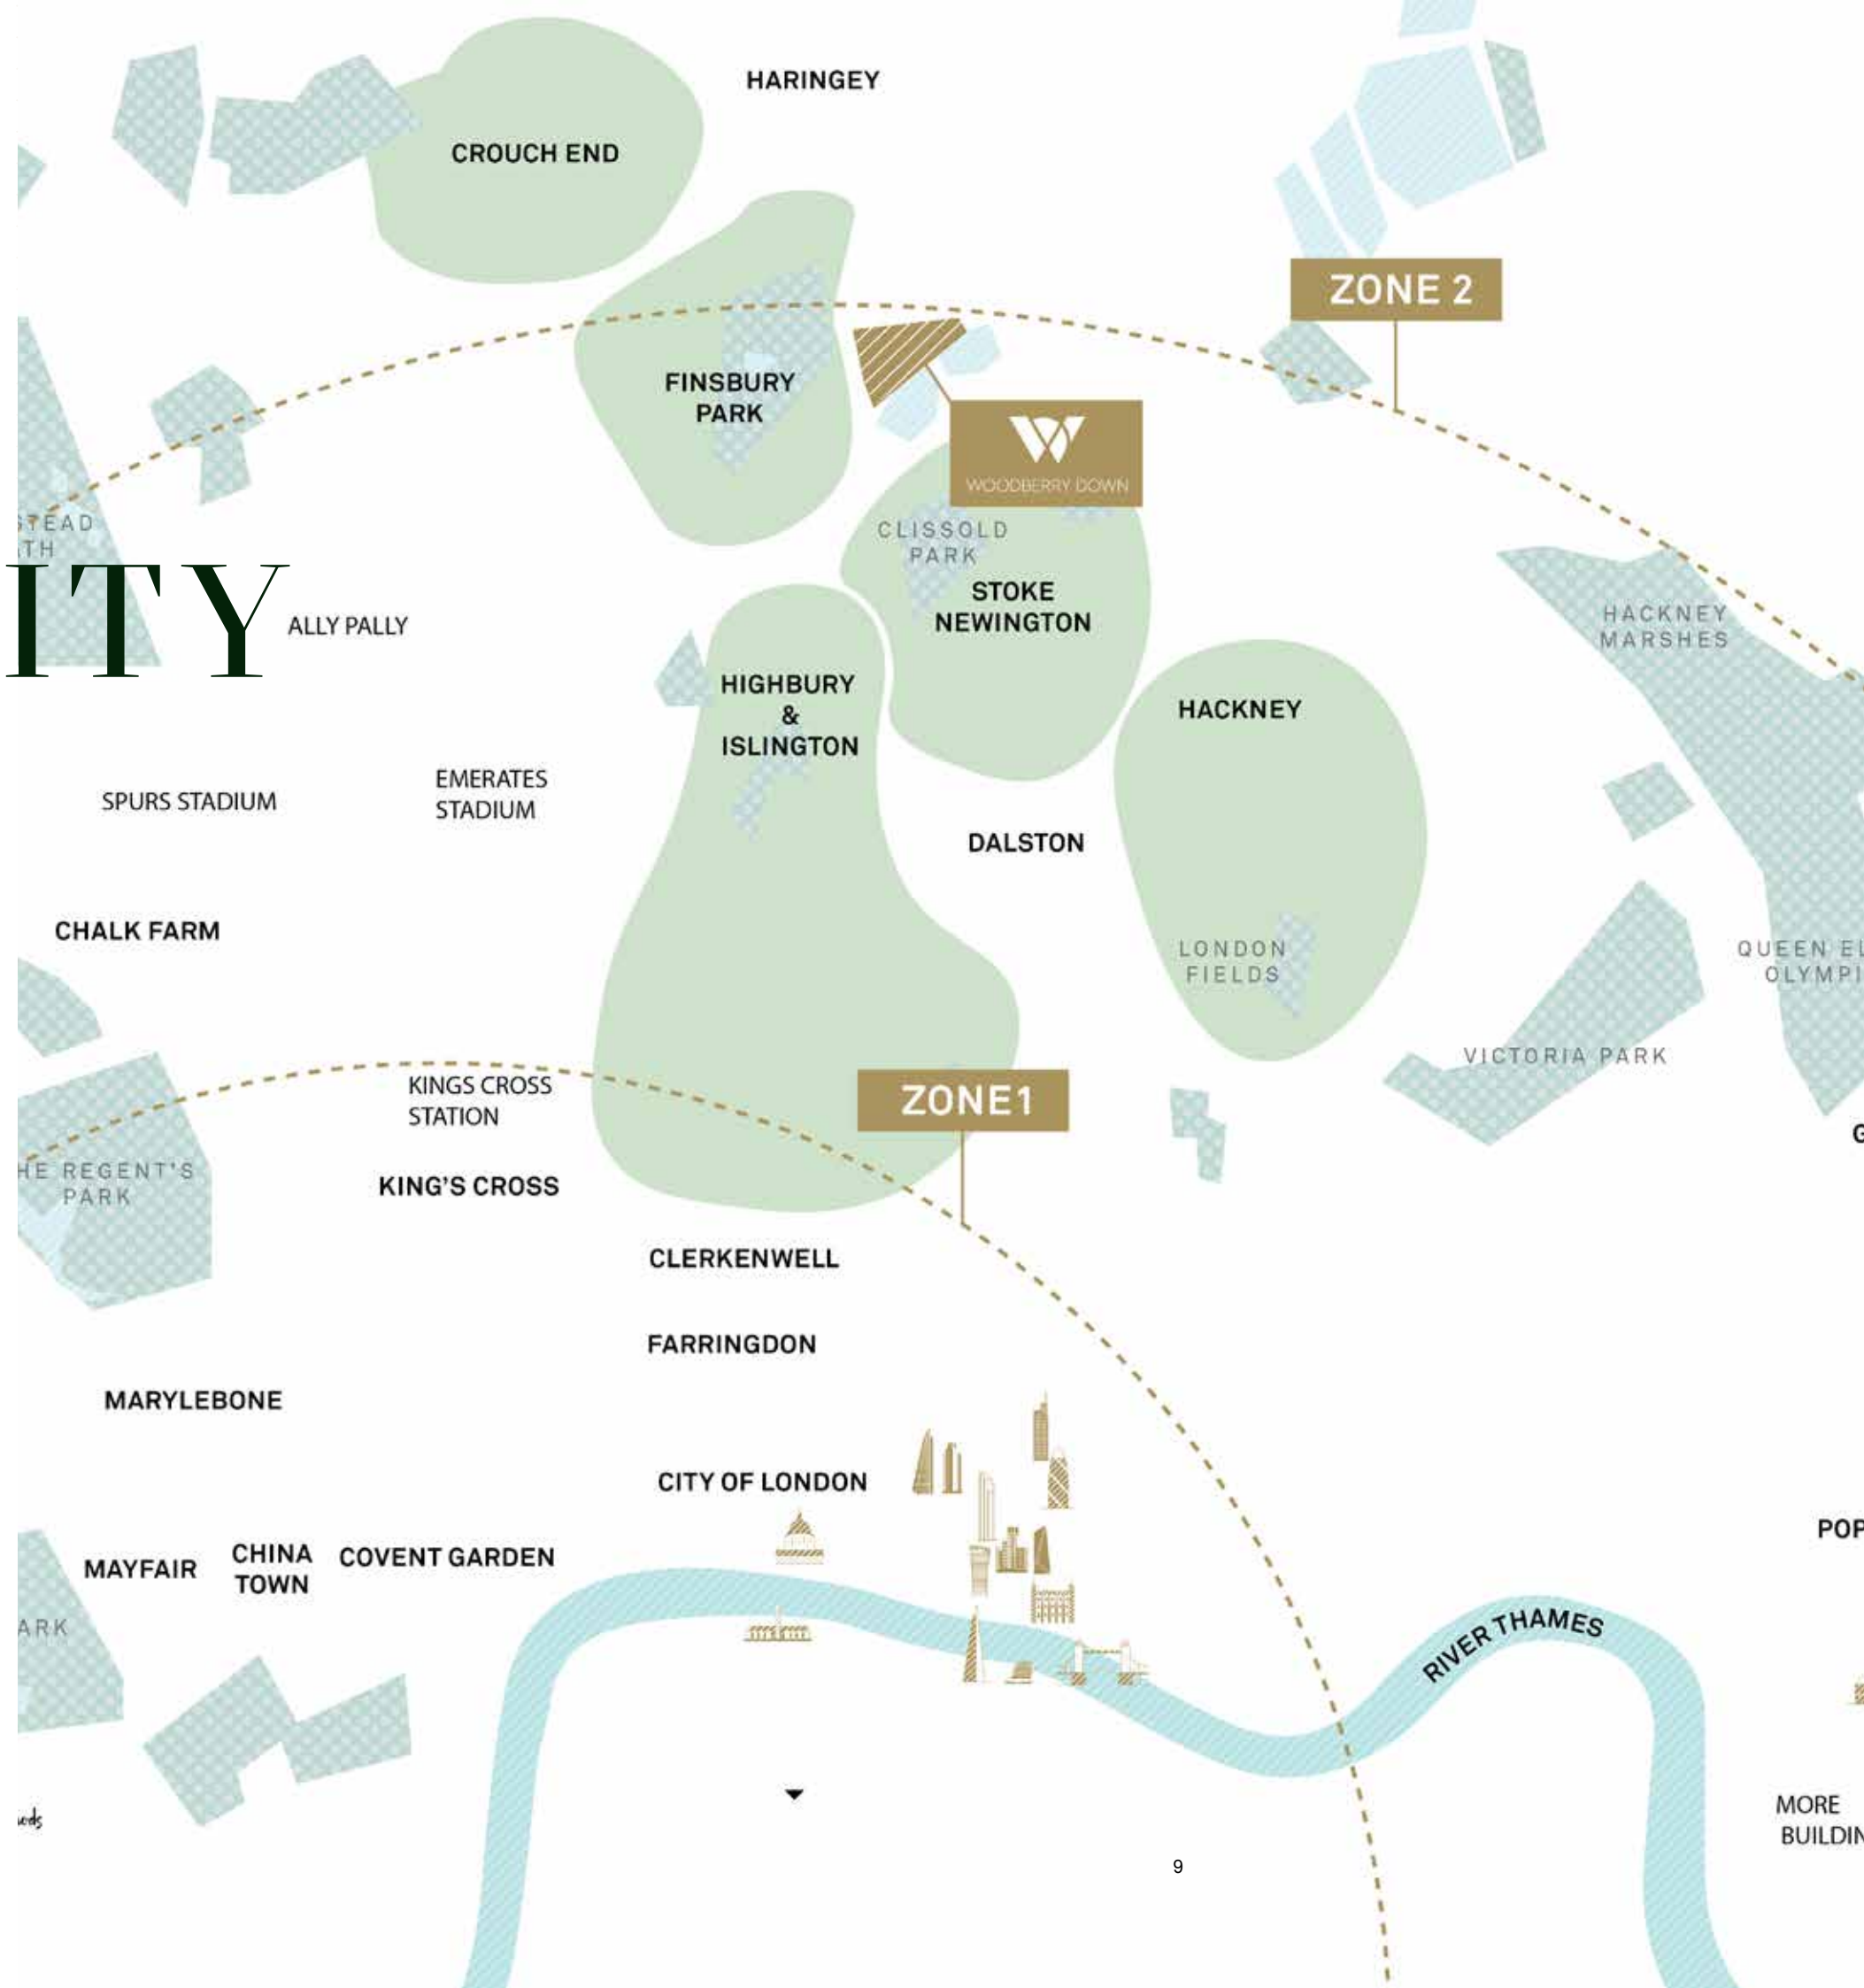 HARINGEY
CROUCH END
ZONE 2
FINSBURY
PARK
W
WOODBERRY DOWN
STEAD
ATH
CLISSOLD
PARK
ITY
ALLY PALLY
STOKE
NEWINGTON
HACKNEY
MARSHES
HIGHBURY
&
ISLINGTON
HACKNEY
SPURS STADIUM
EMERATES
STADIUM
DALSTON
CHALK FARM
LONDON
FIELDS
QUEEN EL
OLYMPI
VICTORIA PARK
KINGS CROSS
STATION
ZONE1
G
HE REGENT'S
PARK
KING'S CROSS
CLERKENWELL
FARRINGDON
MARYLEBONE
CITY OF LONDON
POP
MAYFAIR
CHINA
TOWN
COVENT GARDEN
ARK
RIVER THAMES
MORE
BUILDIN
9